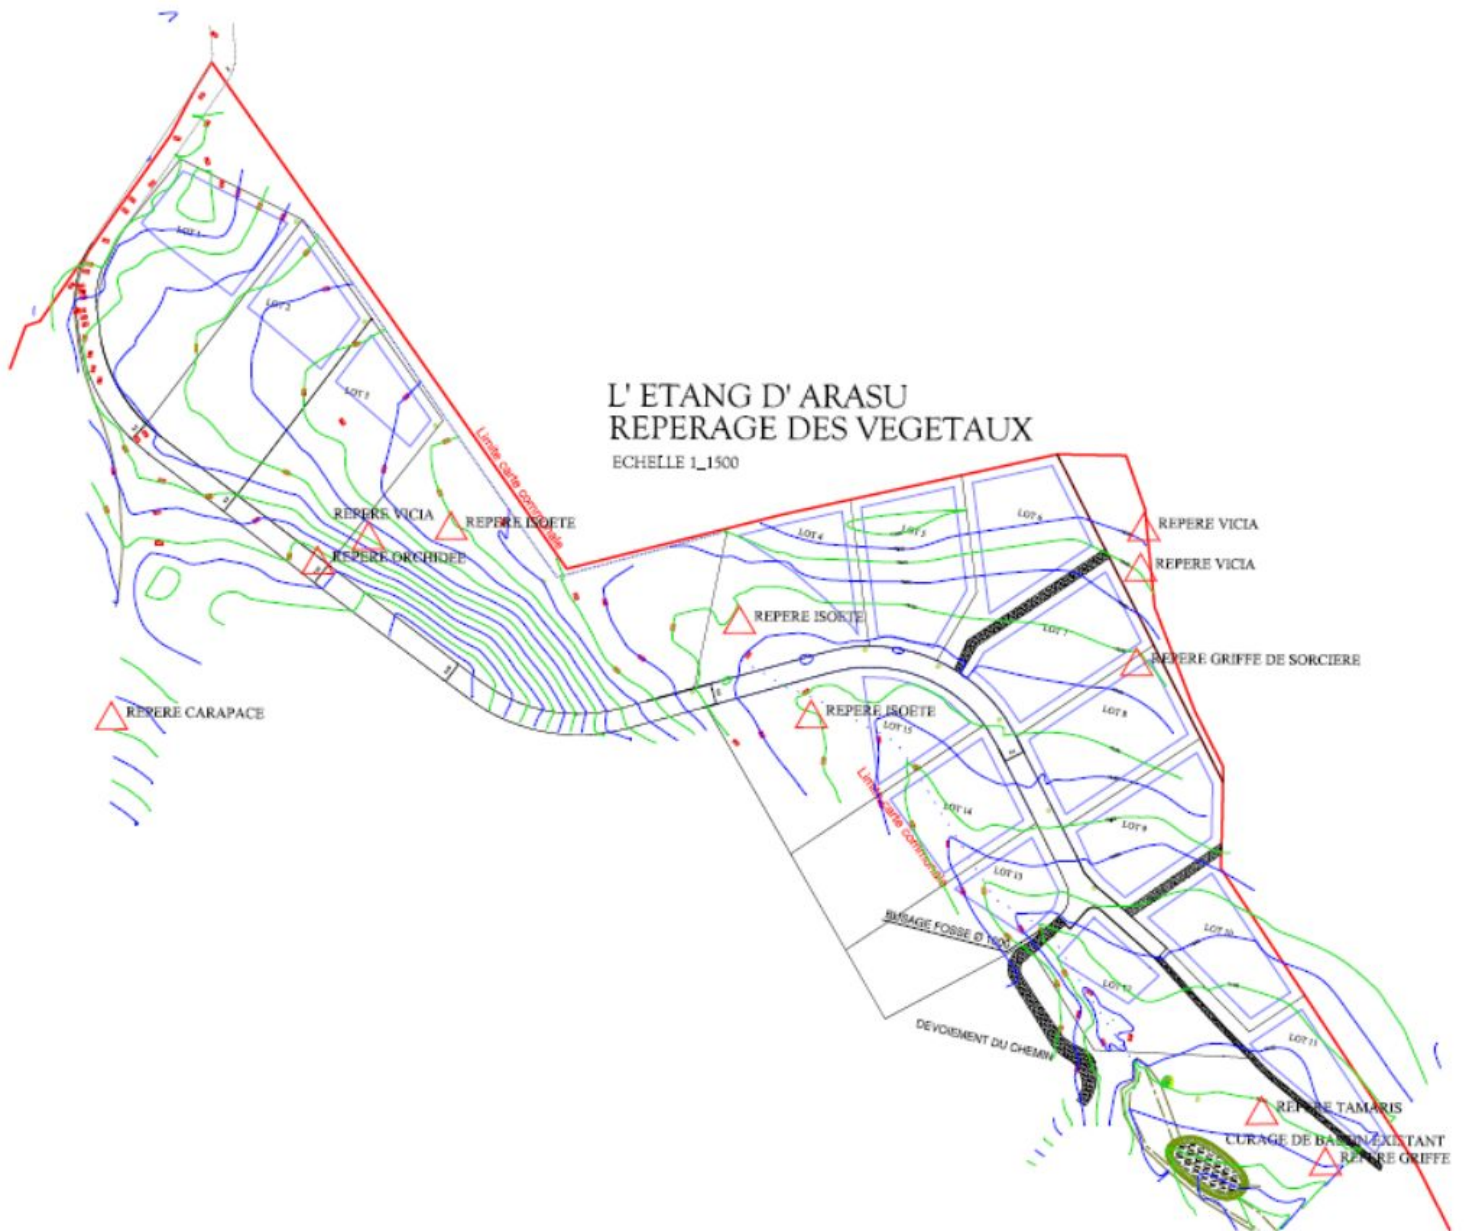 LOT 1
LOT 2
LOT 3
L' ETANG D' ARASU
REPERAGE DES VEGETAUX
ECHELLE 1_1500
Limite carte communale
REPERE VICIA
REPERE ISOETE
REPERE ORCHIDEE
REPERE CARAPACE
LOT 4
LOT 5
LOT 6
REPERE VICIA
REPERE VICIA
REPERE ISOETE
LOT 7
REPERE GRIFFE DE SORCIERE
REPERE ISOETE
LOT 8
LOT 15
Limite carte communale
LOT 14
LOT 9
LOT 13
BUSAGE FOSSE Ø 1000
LOT 10
LOT 12
DEVOIEMENT DU CHEMIN
LOT 11
REPERE TAMARIS
CURAGE DE BASSIN EXISTANT
REPERE GRIFFE